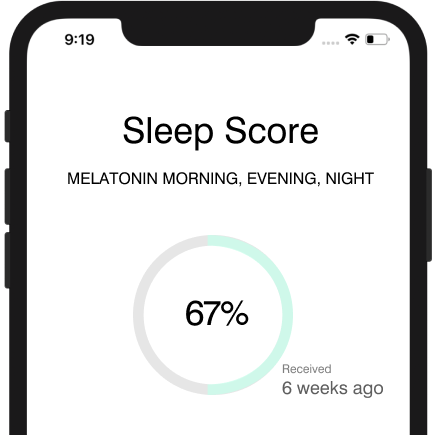 9:19
Sleep Score
MELATONIN MORNING, EVENING, NIGHT
67%
Received
6 weeks ago